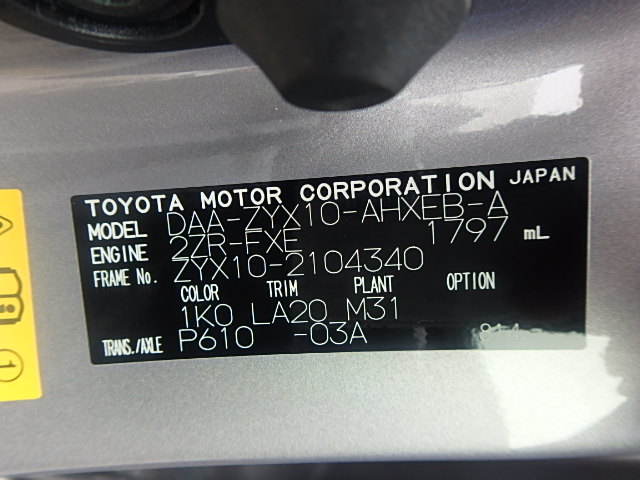 TOYOTA MOTOR CORPORATION JAPAN
MODEL DAA-ZYX10-AHXEB-A
ENGINE 2ZR-FXE 1797 mL
FRAME No. ZYX10-2104340
COLOR TRIM PLANT OPTION
1K0 LA20 M31
TRANS./AXLE P610 -03A
1